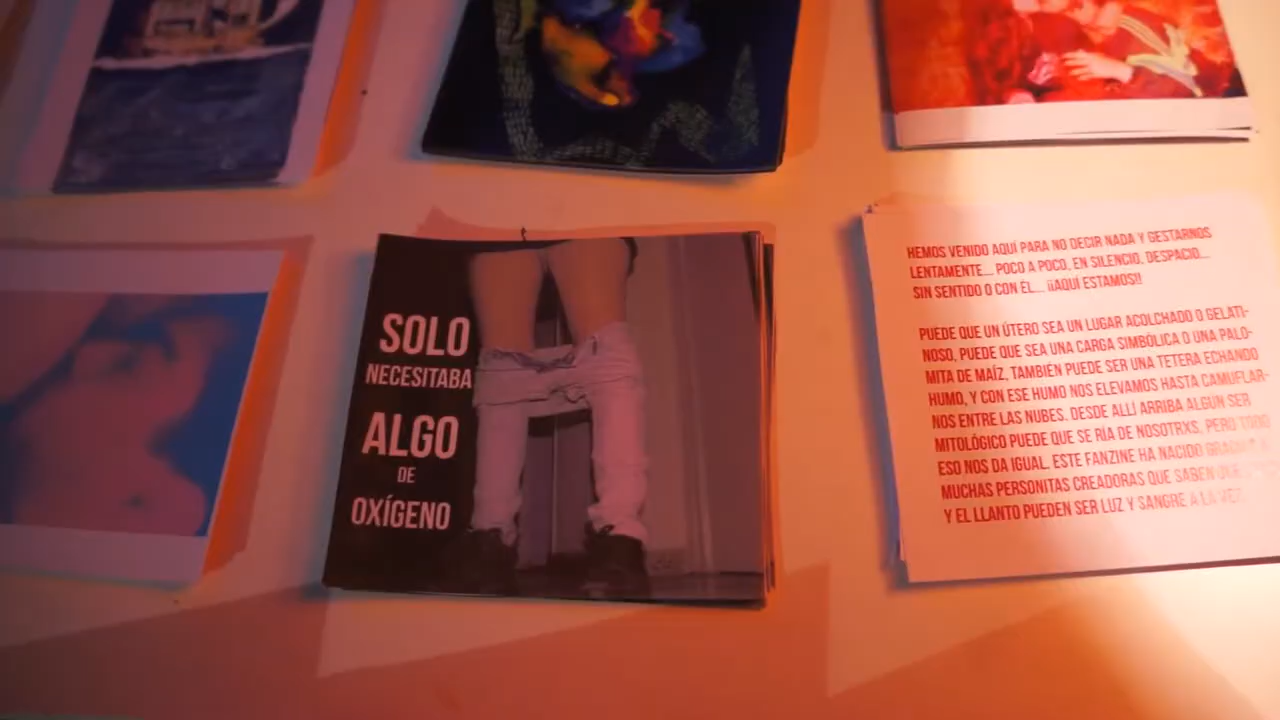 SOLO
NECESITABA
ALGO
DE
OXÍGENO
HEMOS VENIDO AQUÍ PARA NO DECIR NADA Y GESTARNOS
LENTAMENTE... POCO A POCO, EN SILENCIO, DESPACIO...
SIN SENTIDO O CON ÉL... ¡¡AQUÍ ESTAMOS!!
PUEDE QUE UN ÚTERO SEA UN LUGAR ACOLCHADO O GELATI-
NOSO, PUEDE QUE SEA UNA CARGA SIMBÓLICA O UNA PALO-
MITA DE MAÍZ, TAMBIÉN PUEDE SER UNA TETERA ECHANDO
HUMO, Y CON ESE HUMO NOS ELEVAMOS HASTA CAMUFLAR-
NOS ENTRE LAS NUBES. DESDE ALLÍ ARRIBA ALGÚN SER
MITOLÓGICO PUEDE QUE SE RÍA DE NOSOTRXS, PERO TODO
ESO NOS DA IGUAL. ESTE FANZINE HA NACIDO GRACIAS A
MUCHAS PERSONITAS CREADORAS QUE SABEN QUE
Y EL LLANTO PUEDEN SER LUZ Y SANGRE A LA VEZ.